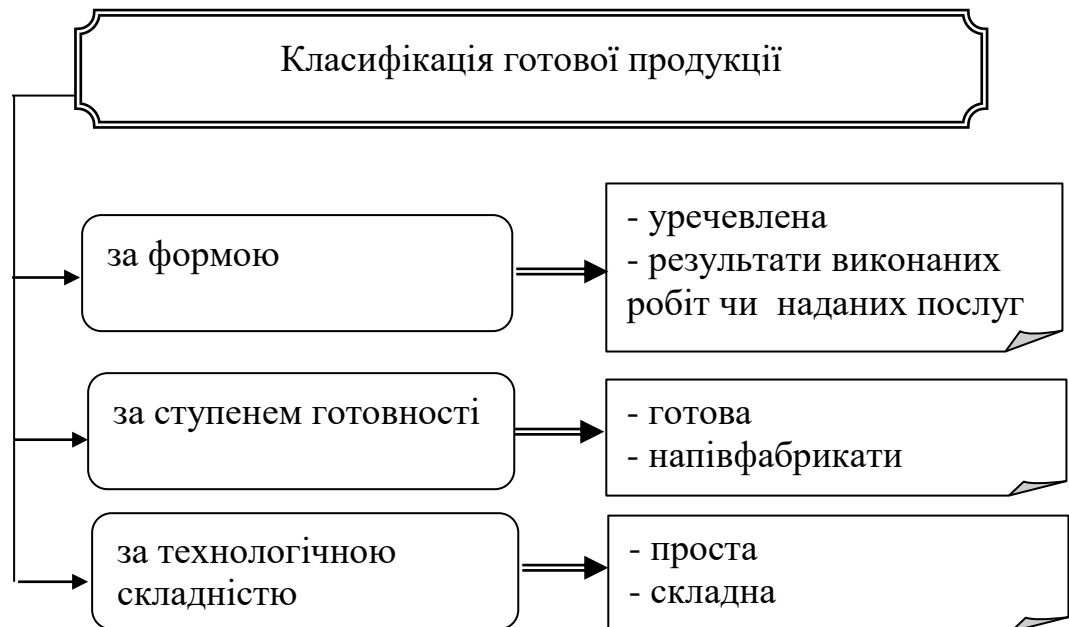 Класифікація готової продукції
за формою
- уречевлена
- результати виконаних
робіт чи наданих послуг
за ступенем готовності
- готова
- напівфабрикати
за технологічною
складністю
- проста
- складна